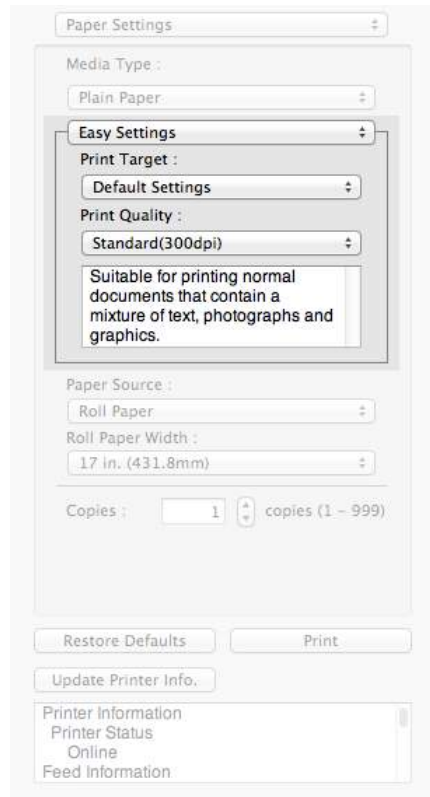 Paper Settings
Media Type :
Plain Paper
Easy Settings
Print Target :
Default Settings
Print Quality :
Standard(300dpi)
Suitable for printing normal
documents that contain a
mixture of text, photographs and
graphics.
Paper Source :
Roll Paper
Roll Paper Width :
17 in. (431.8mm)
Copies : 1 copies (1 – 999)
Restore Defaults Print
Update Printer Info.
Printer Information
Printer Status
Online
Feed Information